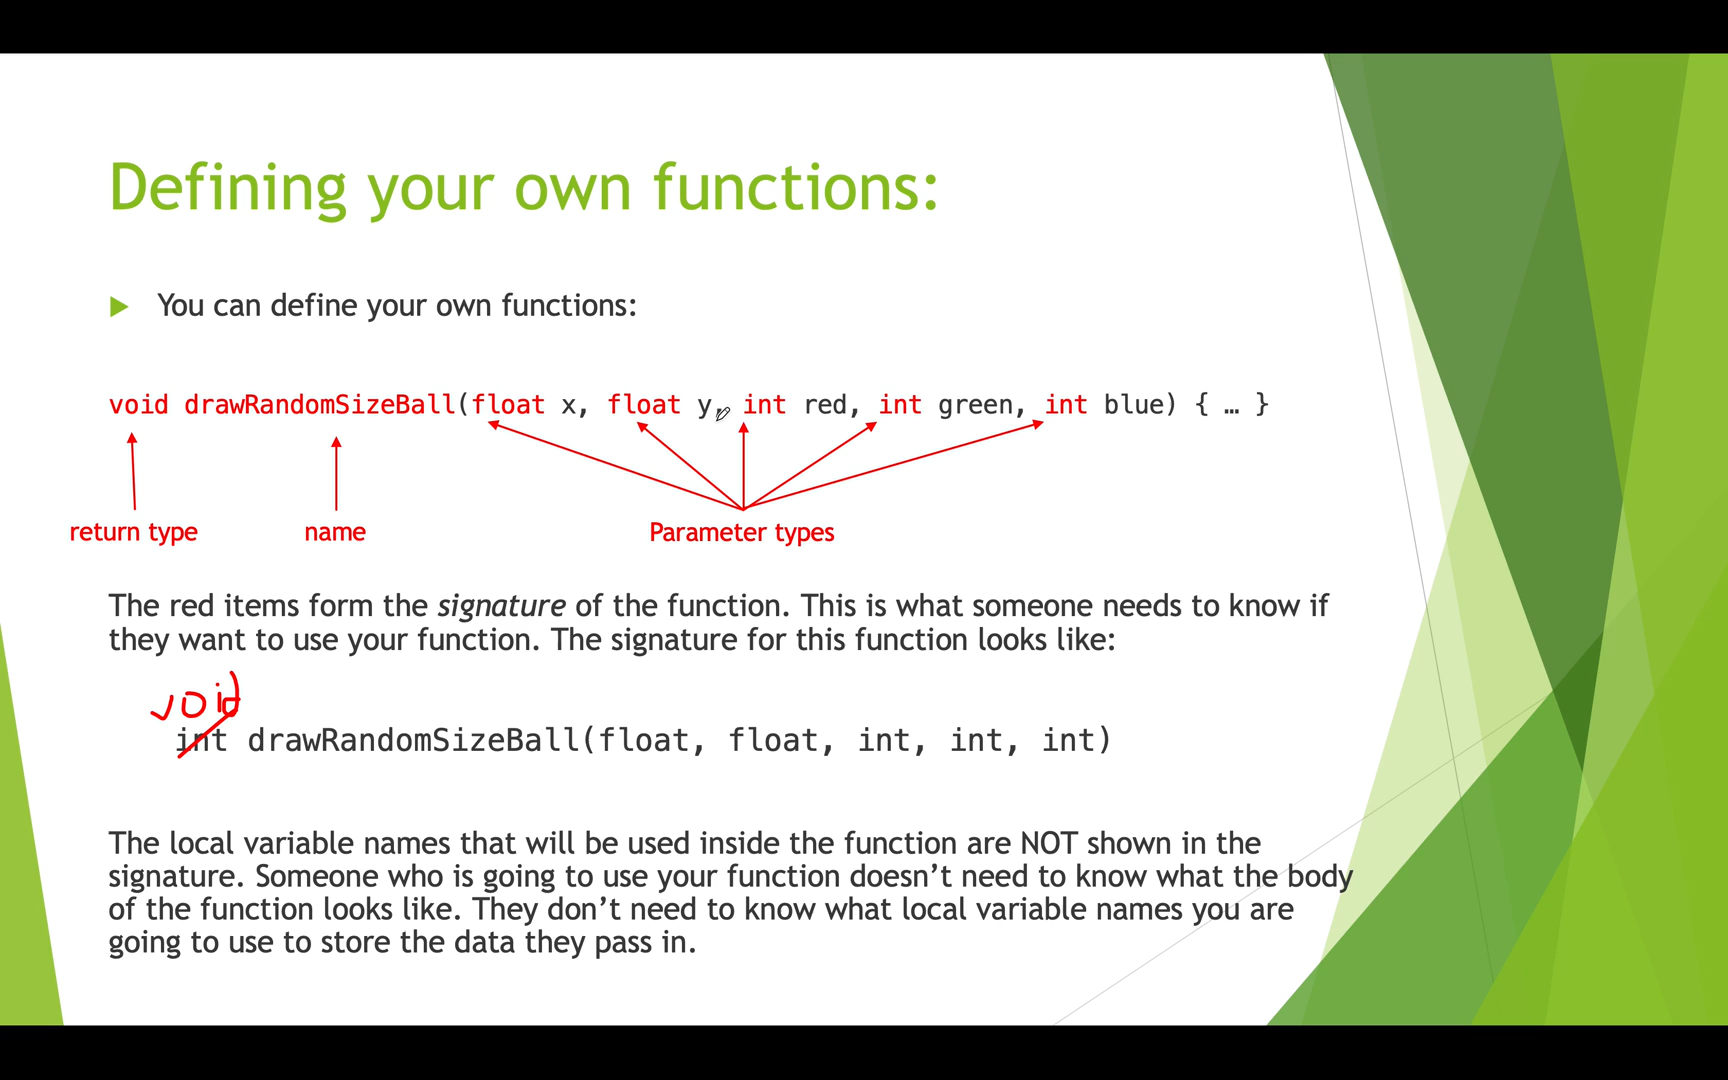 Defining your own functions:
You can define your own functions:
void drawRandomSizeBall(float x, float y, int red, int green, int blue) { … }
return type
name
Parameter types
The red items form the signature of the function. This is what someone needs to know if
they want to use your function. The signature for this function looks like:
void
int drawRandomSizeBall(float, float, int, int, int)
The local variable names that will be used inside the function are NOT shown in the
signature. Someone who is going to use your function doesn’t need to know what the body
of the function looks like. They don’t need to know what local variable names you are
going to use to store the data they pass in.